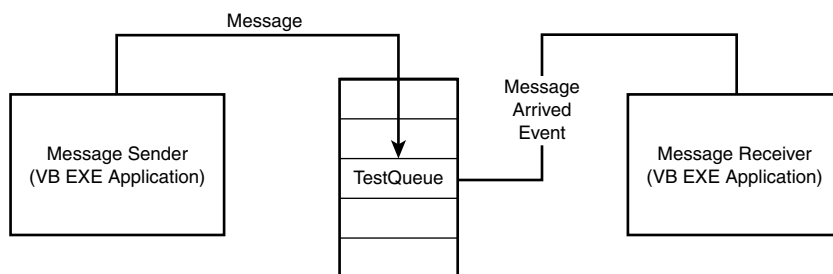 Message
Message Sender
(VB EXE Application)
TestQueue
Message
Arrived
Event
Message Receiver
(VB EXE Application)